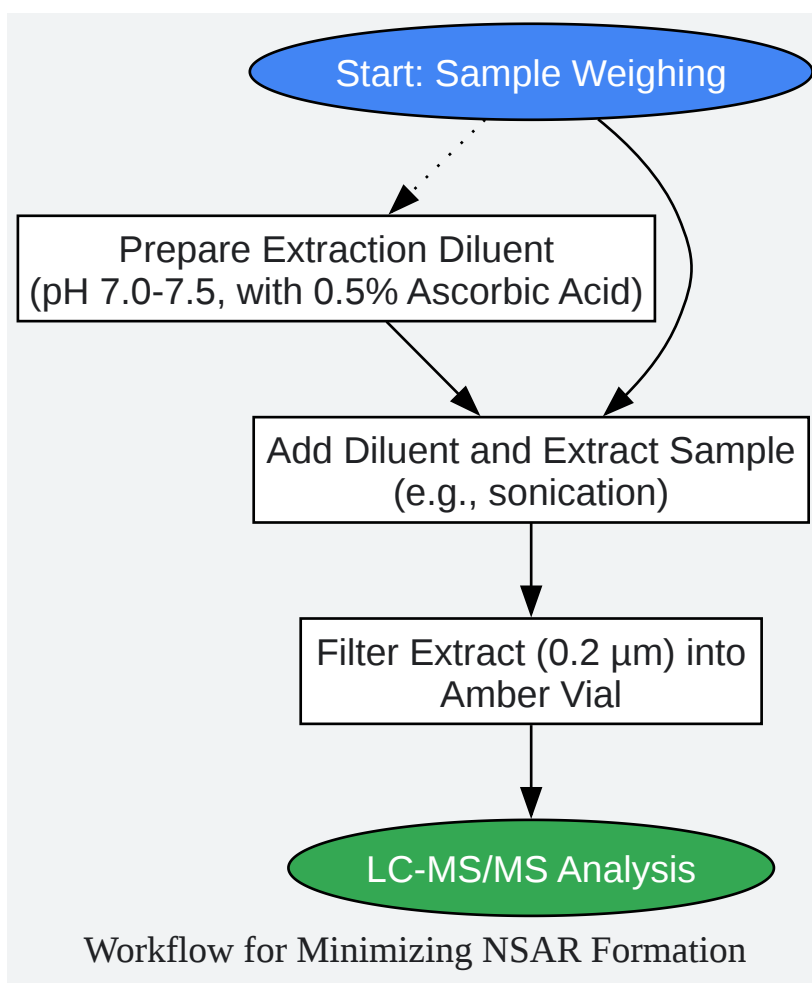 Start: Sample Weighing
Prepare Extraction Diluent
(pH 7.0-7.5, with 0.5% Ascorbic Acid)
Add Diluent and Extract Sample
(e.g., sonication)
Filter Extract (0.2 µm) into
Amber Vial
LC-MS/MS Analysis
Workflow for Minimizing NSAR Formation